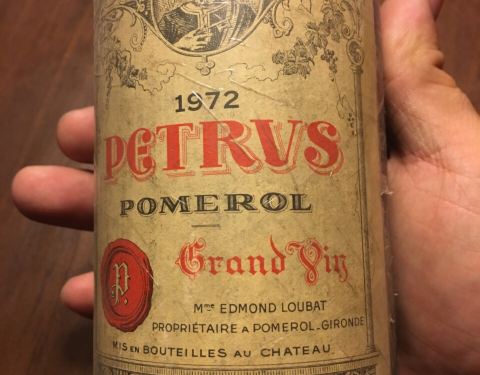 1972
PETRVS
POMEROL
Grand Vin
P.
Mme EDMOND LOUBAT
PROPRIÉTAIRE A POMEROL-GIRONDE
MIS EN BOUTEILLES AU CHATEAU